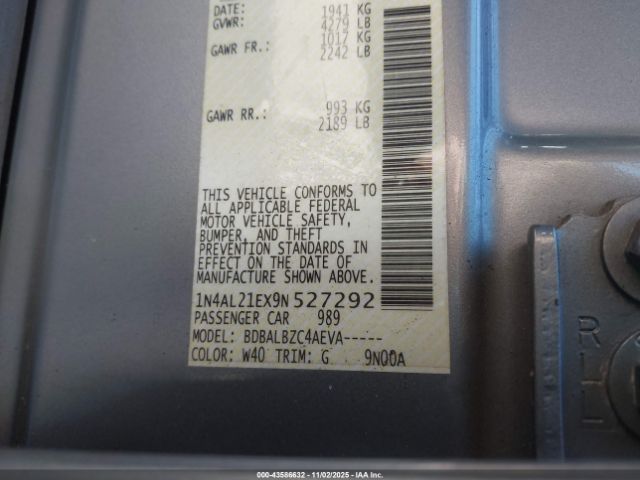 DATE: 1941 KG
GVWR: 4279 LB
1017 KG
GAWR FR.: 2242 LB
993 KG
GAWR RR.: 2189 LB
THIS VEHICLE CONFORMS TO
ALL APPLICABLE FEDERAL
MOTOR VEHICLE SAFETY,
BUMPER, AND THEFT
PREVENTION STANDARDS IN
EFFECT ON THE DATE OF
MANUFACTURE SHOWN ABOVE.
1N4AL21EX9N 527292
PASSENGER CAR 989
MODEL: BDBALBZC4AEVA-----
COLOR: W40 TRIM: G 9N00A
000-43586632 - 11/02/2025 - IAA Inc.